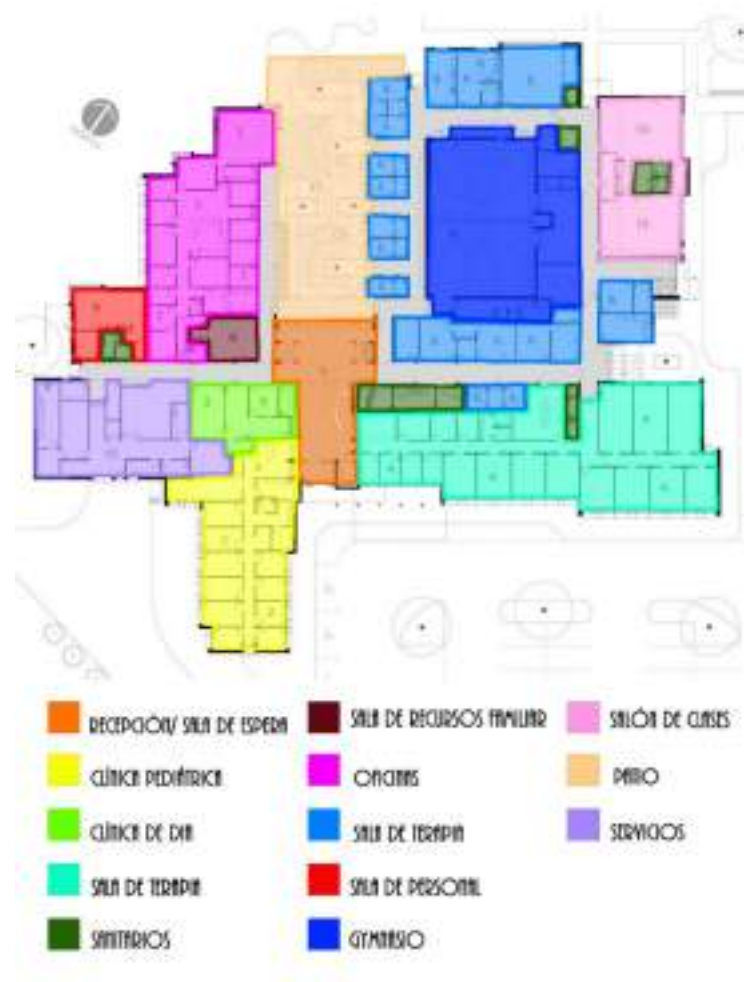 RECEPCIÓN/ SALA DE ESPERA
SALA DE RECURSOS FAMILIAR
SALÓN DE CLASES
CLÍNICA PEDIÁTRICA
OFICINAS
PATIO
CLÍNICA DE DIA
SALA DE TERAPIA
SERVICIOS
SALA DE TERAPIA
SALA DE PERSONAL
SANITARIOS
GYMNASIO